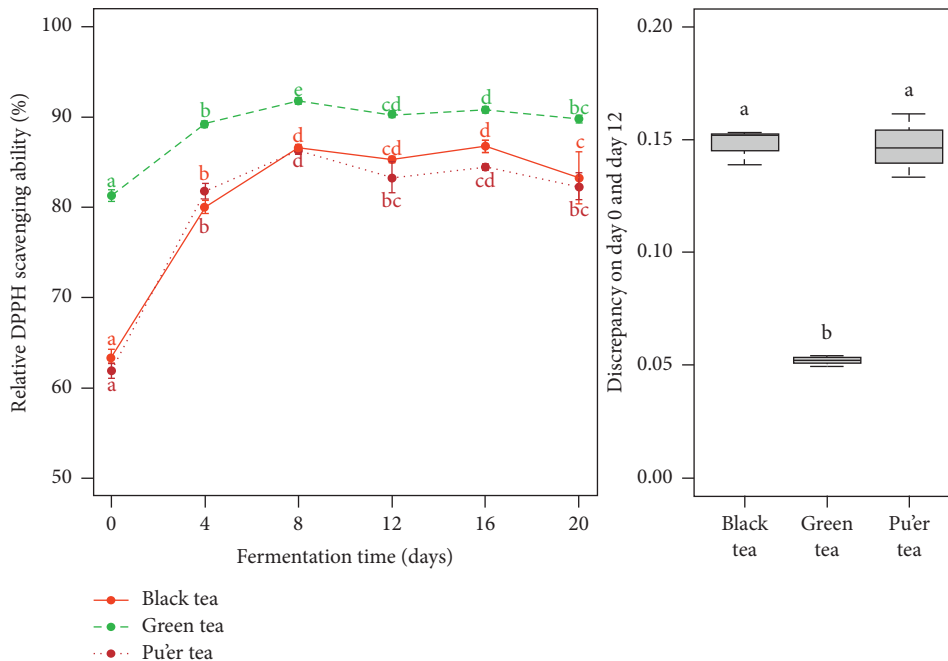 Relative DPPH scavenging ability (%)
100
90
80
70
60
50
a
b
e
cd
d
bc
a
b
d
cd
d
c
a
b
d
bc
cd
bc
0 4 8 12 16 20
Fermentation time (days)
Black tea
Green tea
Pu'er tea
Discrepancy on day 0 and day 12
0.20
0.15
0.10
0.05
0.00
a
b
a
Black
tea
Green
tea
Pu'er
tea